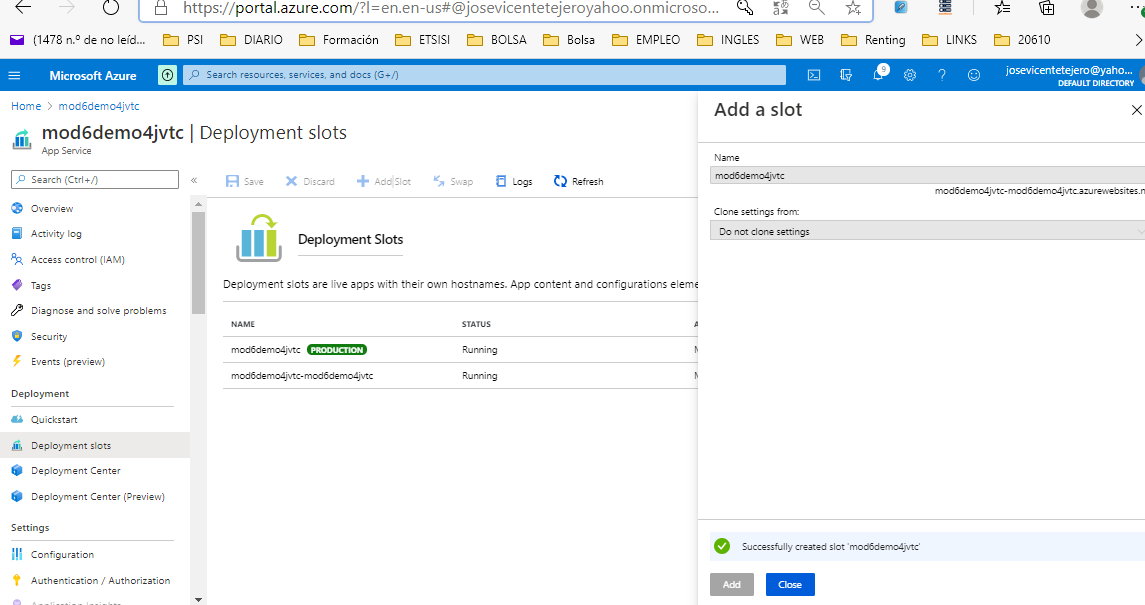 https://portal.azure.com/?l=en.en-us#@josevicentetejeroyahoo.onmicroso...
(1478 n.º de no leíd... PSI DIARIO Formación ETSISI BOLSA Bolsa EMPLEO INGLES WEB Renting LINKS 20610
Microsoft Azure Search resources, services, and docs (G+/) 9 josevicentetejero@yaho...
DEFAULT DIRECTORY
Home > mod6demo4jvtc
mod6demo4jvtc | Deployment slots
App Service
Search (Ctrl+/)
«
Save Discard Add Slot Swap Logs Refresh
Overview
Activity log
Access control (IAM)
Tags
Diagnose and solve problems
Security
Events (preview)
Deployment
Quickstart
Deployment slots
Deployment Center
Deployment Center (Preview)
Settings
Configuration
Authentication / Authorization
Application Insights
Deployment Slots
Deployment slots are live apps with their own hostnames. App content and configurations eleme
NAME STATUS
mod6demo4jvtc PRODUCTION Running
mod6demo4jvtc-mod6demo4jvtc Running
Add a slot
Name
mod6demo4jvtc
mod6demo4jvtc-mod6demo4jvtc.azurewebsites.n
Clone settings from:
Do not clone settings
Successfully created slot 'mod6demo4jvtc'
Add Close